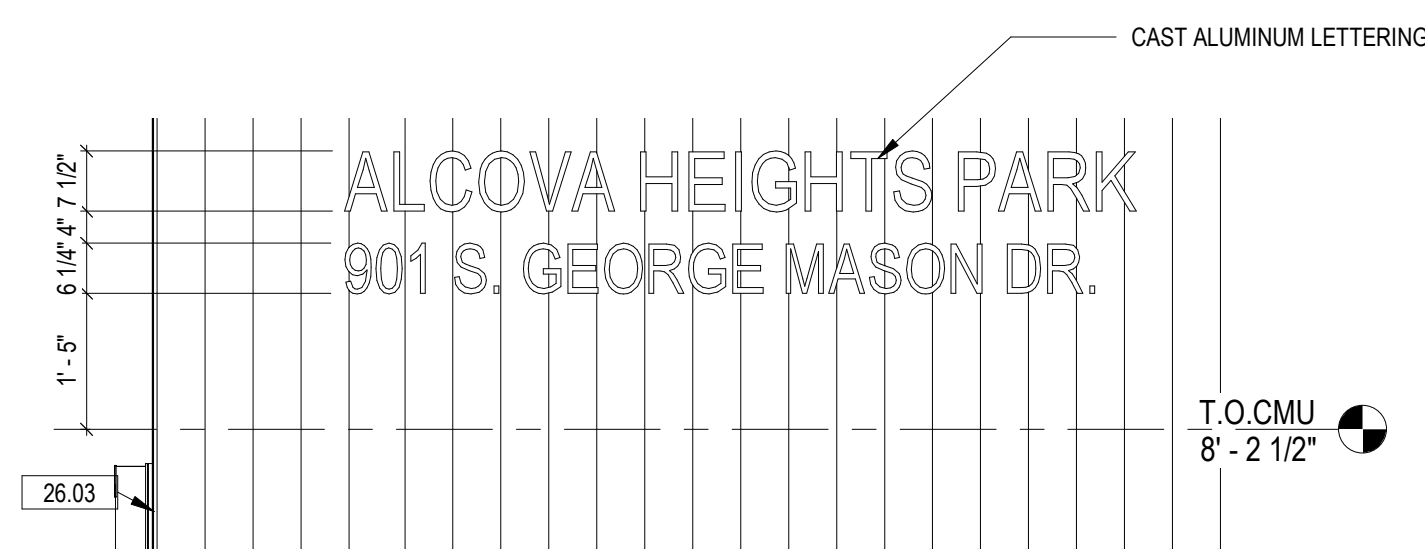 CAST ALUMINUM LETTERING
7 1/2"
ALCOVA HEIGHTS PARK
4"
6 1/4"
901 S. GEORGE MASON DR.
1' - 5"
T.O.CMU
8' - 2 1/2"
26.03